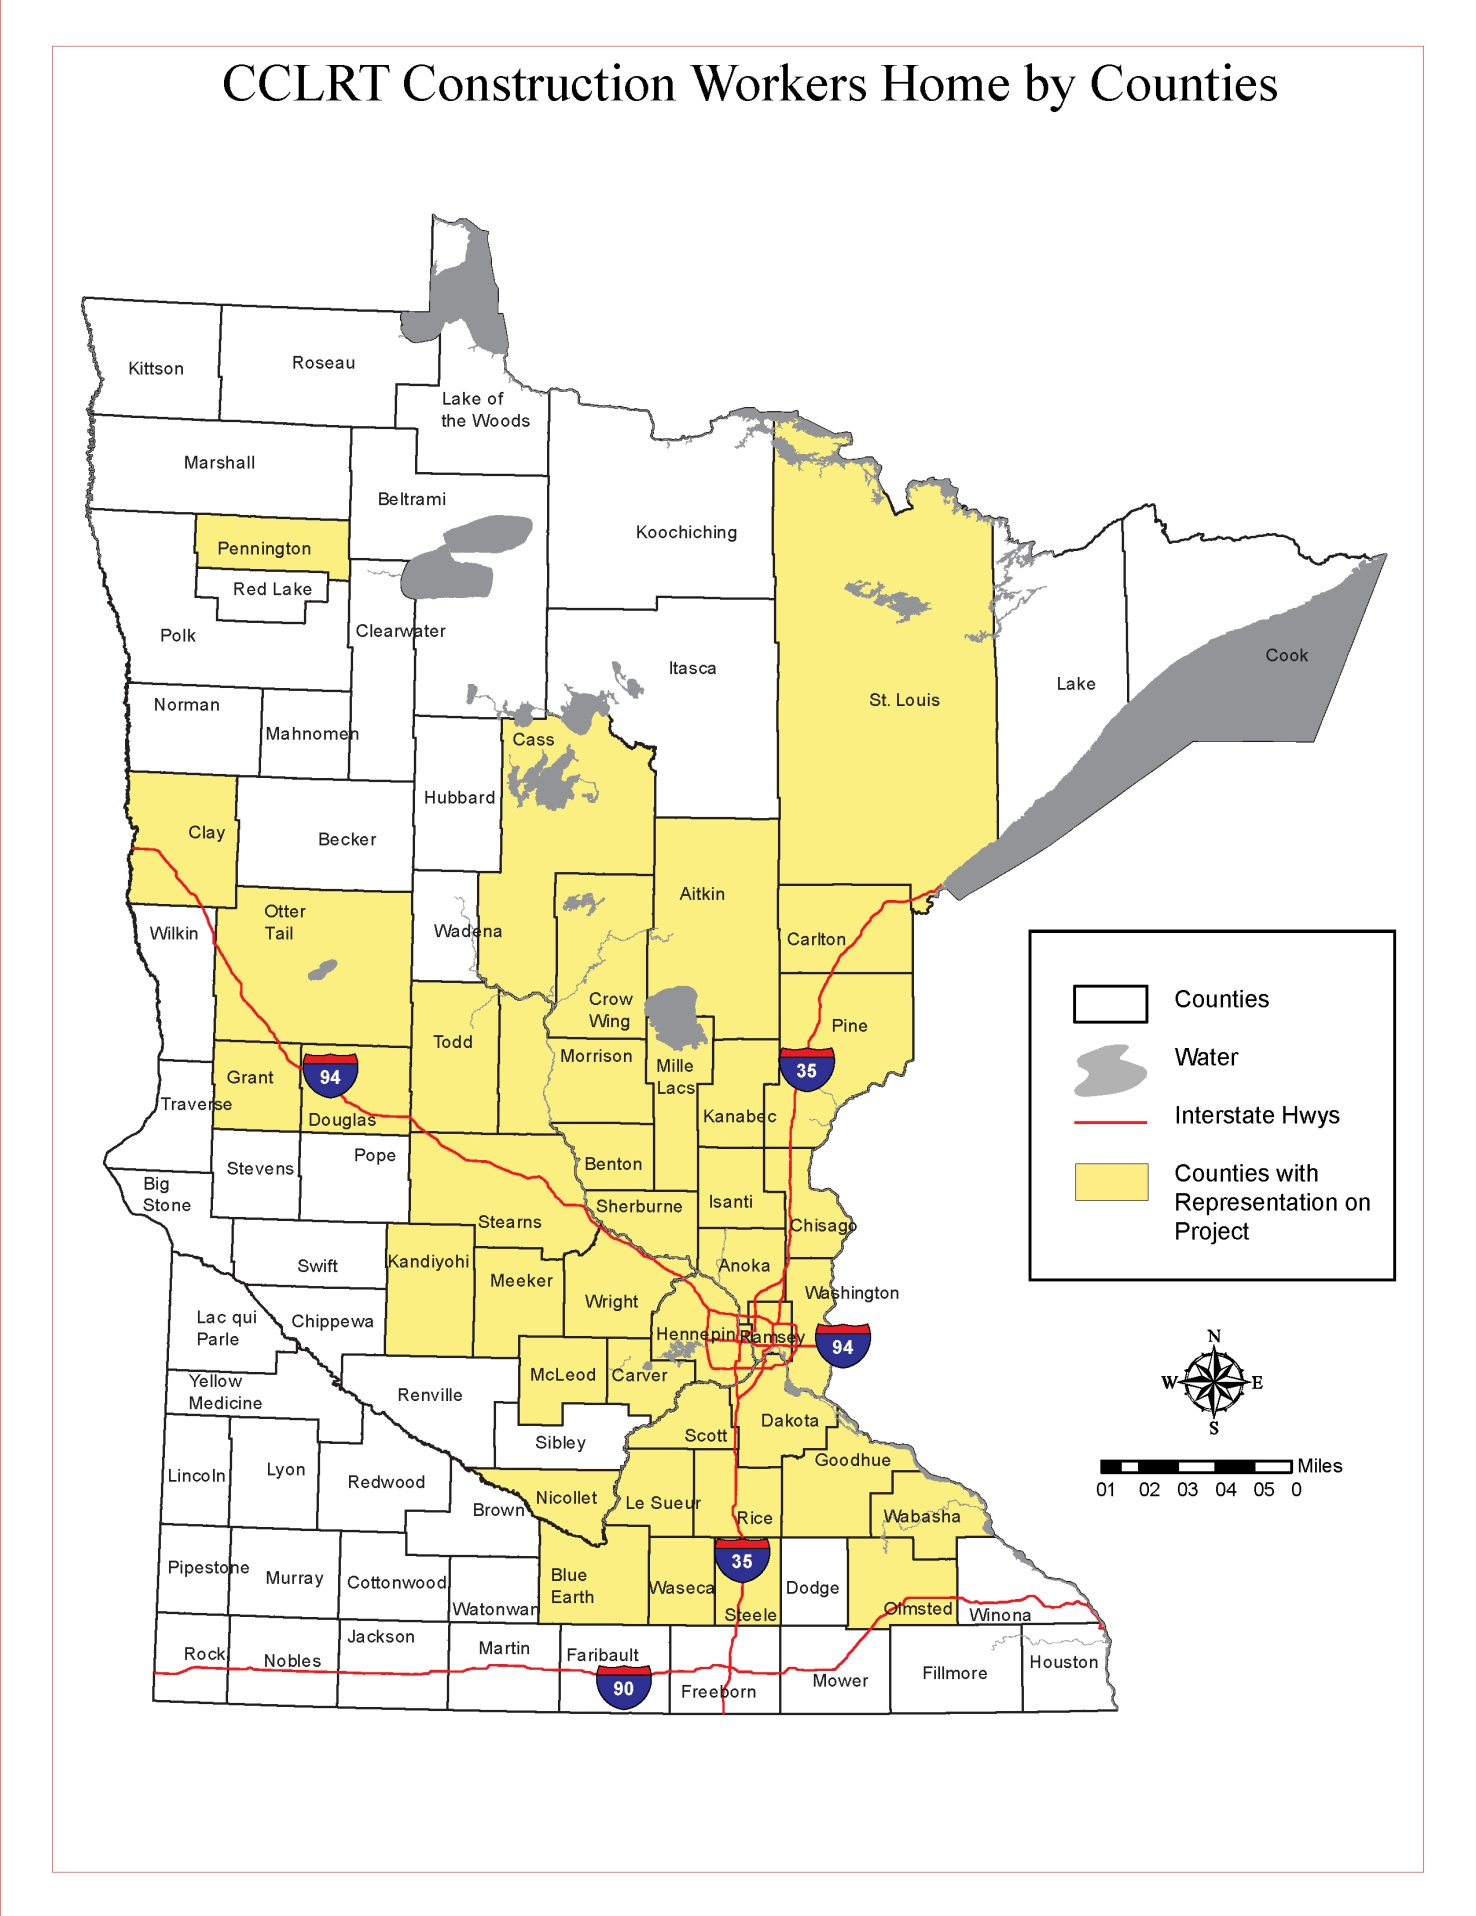 CCLRT Construction Workers Home by Counties
Kittson
Roseau
Lake of
the Woods
Marshall
Beltrami
Koochiching
Pennington
Red Lake
Polk
Clearwater
Itasca
St. Louis
Lake
Cook
Norman
Mahnomen
Cass
Hubbard
Clay
Becker
Aitkin
Otter
Tail
Wilkin
Wadena
Carlton
Crow
Wing
Pine
Todd
Morrison
Mille
Lacs
Grant
94
35
Traverse
Douglas
Kanabec
Pope
Stevens
Benton
Big
Stone
Sherburne
Isanti
Stearns
Chisago
Swift
Kandiyohi
Anoka
Meeker
Wright
Washington
Lac qui
Parle
Chippewa
Hennepin
Ramsey
94
Yellow
Medicine
McLeod
Carver
Renville
Dakota
Scott
Sibley
Goodhue
Lincoln
Lyon
Redwood
Nicollet
Le Sueur
Brown
Rice
Wabasha
35
Pipestone
Murray
Cottonwood
Blue
Earth
Waseca
Dodge
Watonwan
Steele
Olmsted
Winona
Rock
Nobles
Jackson
Martin
Faribault
90
Freeborn
Mower
Fillmore
Houston
Counties
Water
Interstate Hwys
Counties with
Representation on
Project
N
W
E
S
Miles
01 02 03 04 05 0